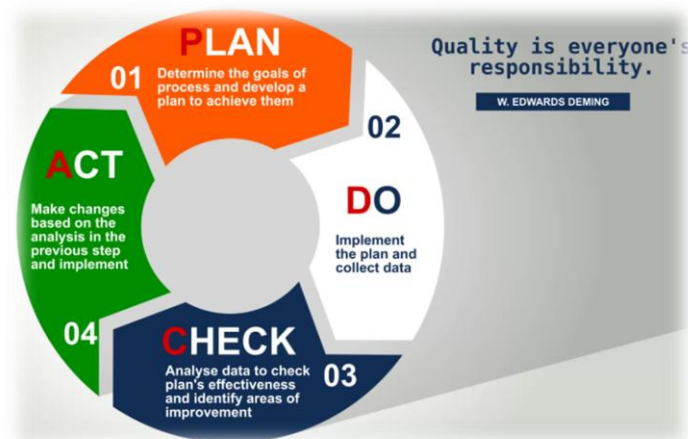 PLAN
01
Determine the goals of
process and develop a
plan to achieve them
Quality is everyone's
responsibility.
W. EDWARDS DEMING
02
DO
Implement
the plan and
collect data
03
CHECK
Analyse data to check
plan's effectiveness
and identify areas of
improvement
04
ACT
Make changes
based on the
analysis in the
previous step
and implement